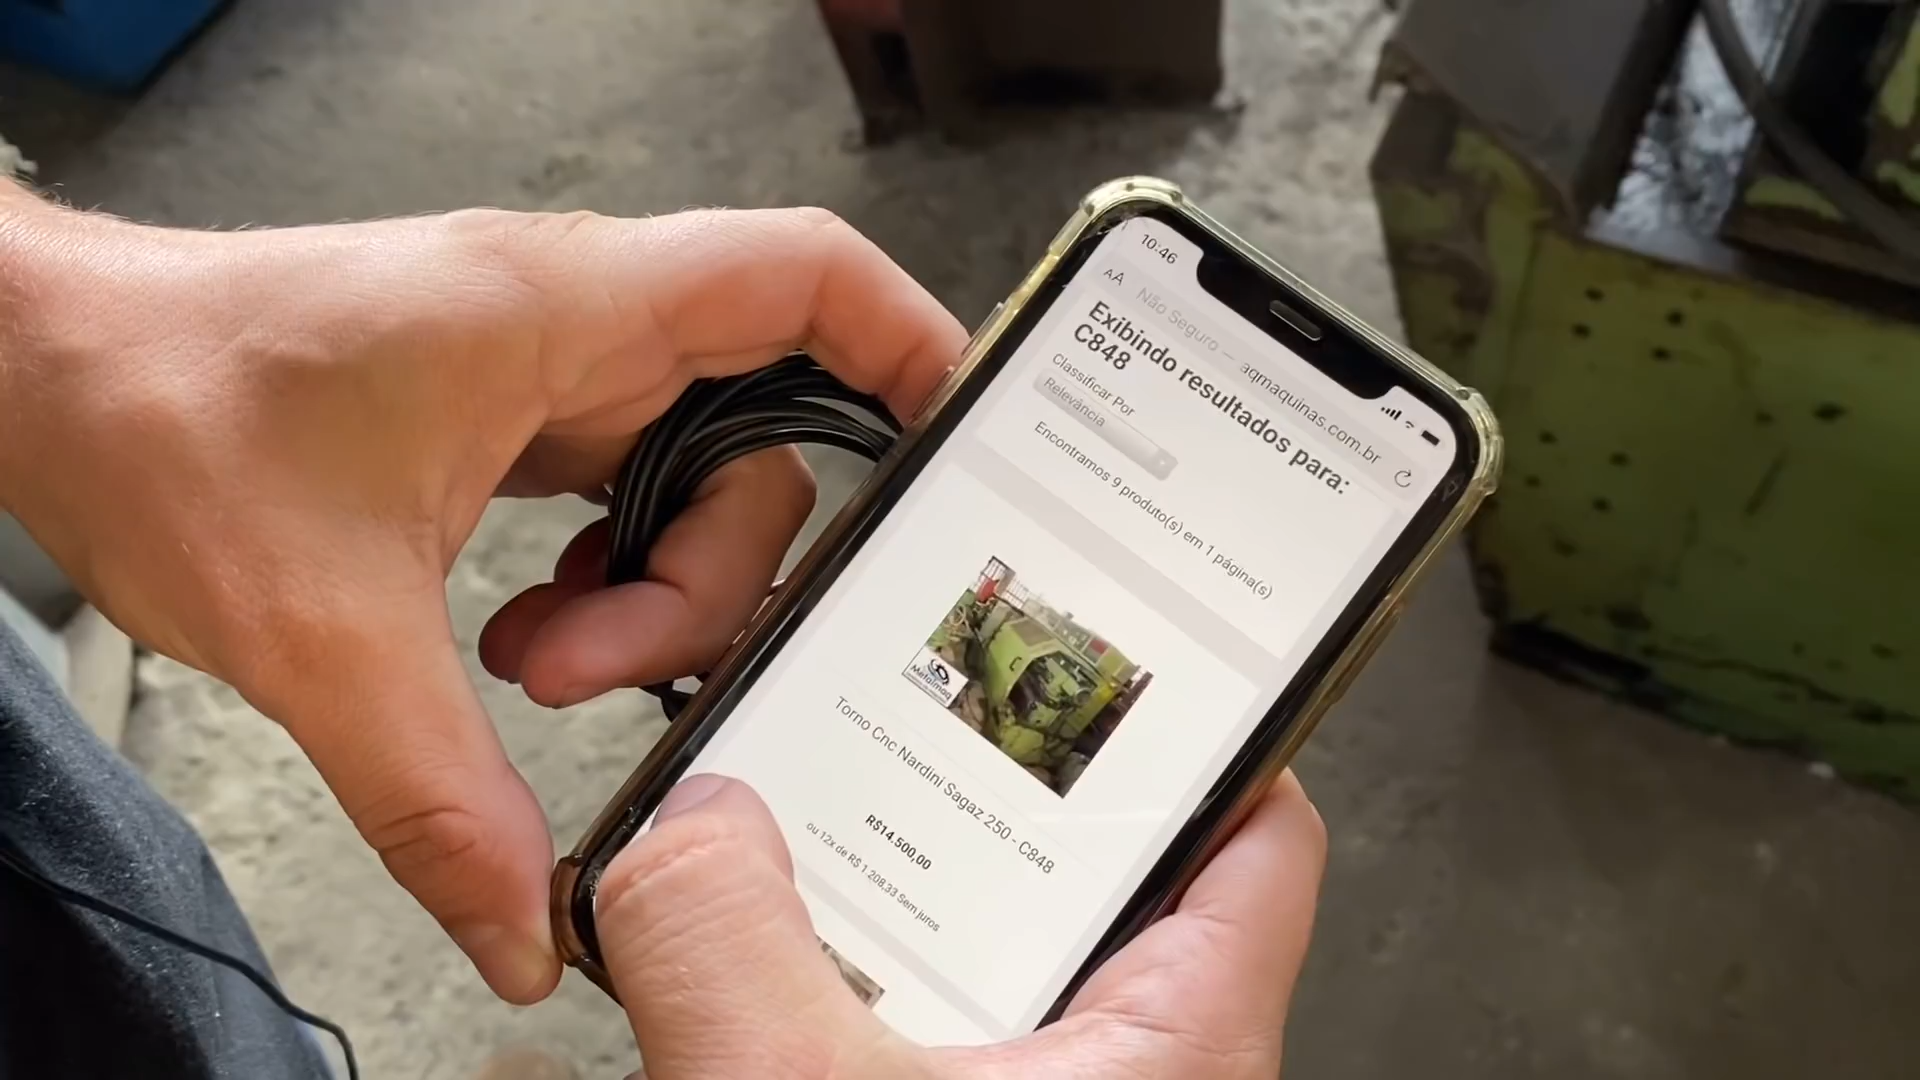 10:46
AA Não Seguro — aqmaquinas.com.br
Exibindo resultados para:
C848
Classificar Por
Relevância
Encontramos 9 produto(s) em 1 página(s)
Metalmaq
Torno Cnc Nardini Sagaz 250 - C848
R$14.500,00
ou 12x de R$ 1.208,33 Sem juros